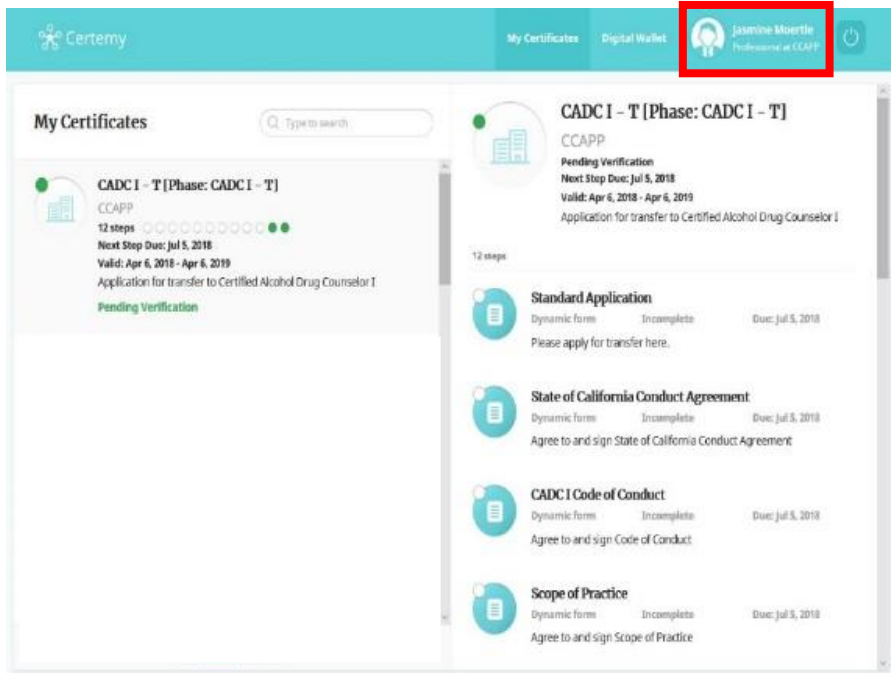 Certemy
My Certificates
Digital Wallet
Jasmine Moertle
Professional at CCAPP
My Certificates
Type to search
CADC I - T [Phase: CADC I - T]
CCAPP
12 steps
Next Step Due: Jul 5, 2018
Valid: Apr 6, 2018 - Apr 6, 2019
Application for transfer to Certified Alcohol Drug Counselor I
Pending Verification
CADC I - T [Phase: CADC I - T]
CCAPP
Pending Verification
Next Step Due: Jul 5, 2018
Valid: Apr 6, 2018 - Apr 6, 2019
Application for transfer to Certified Alcohol Drug Counselor I
12 steps
Standard Application
Dynamic form Incomplete Due: Jul 5, 2018
Please apply for transfer here.
State of California Conduct Agreement
Dynamic form Incomplete Due: Jul 5, 2018
Agree to and sign State of California Conduct Agreement
CADC I Code of Conduct
Dynamic form Incomplete Due: Jul 5, 2018
Agree to and sign Code of Conduct
Scope of Practice
Dynamic form Incomplete Due: Jul 5, 2018
Agree to and sign Scope of Practice